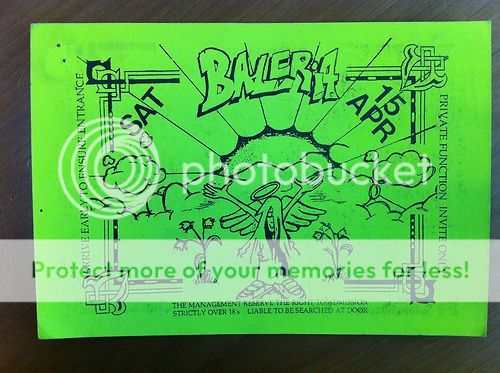 SAT
15
APR
ARRIVE EARLY TO ENSURE ENTRANCE
PRIVATE FUNCTION INVITE ONLY
photobucket
Protect more of your memories for less!
THE MANAGEMENT RESERVE THE RIGHT TO ADMISSION
STRICTLY OVER 18's LIABLE TO BE SEARCHED AT DOOR